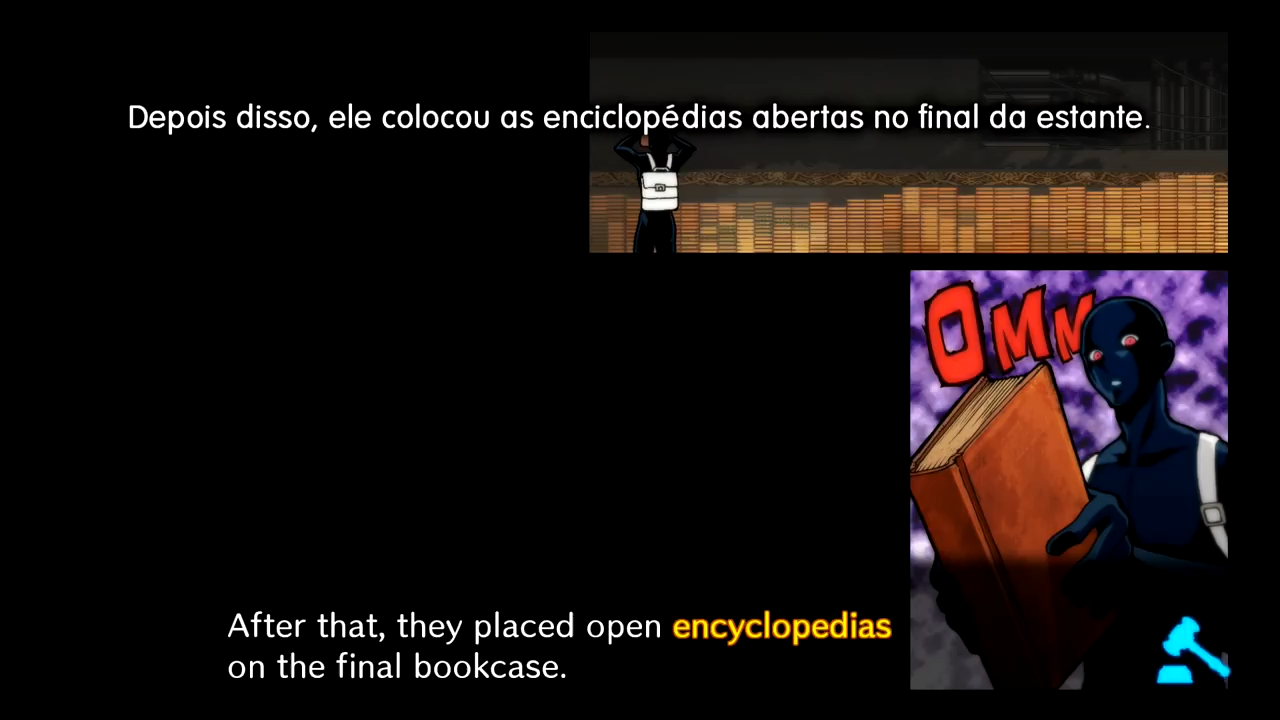 Depois disso, ele colocou as enciclopédias abertas no final da estante.
OMM
After that, they placed open encyclopedias
on the final bookcase.